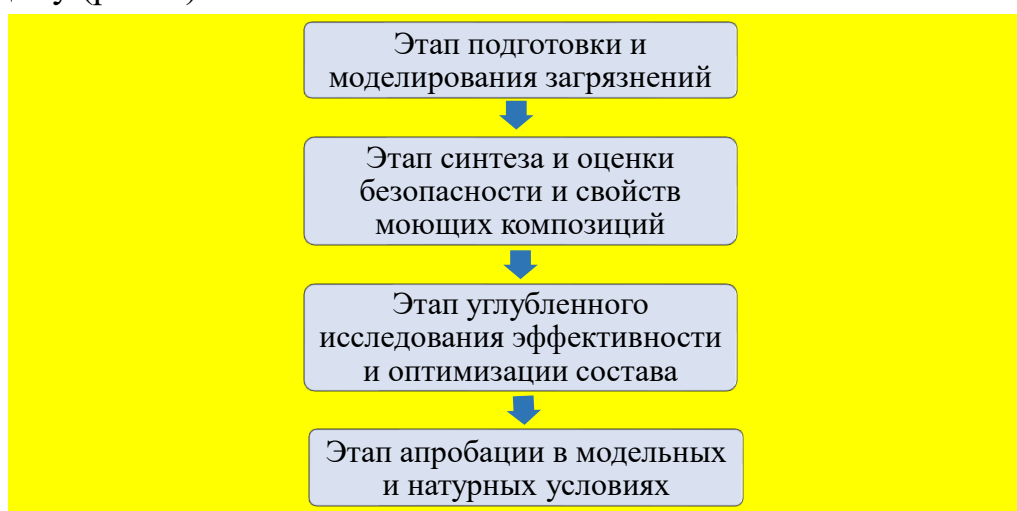 Этап подготовки и
моделирования загрязнений
Этап синтеза и оценки
безопасности и свойств
моющих композиций
Этап углубленного
исследования эффективности
и оптимизации состава
Этап апробации в модельных
и натурных условиях